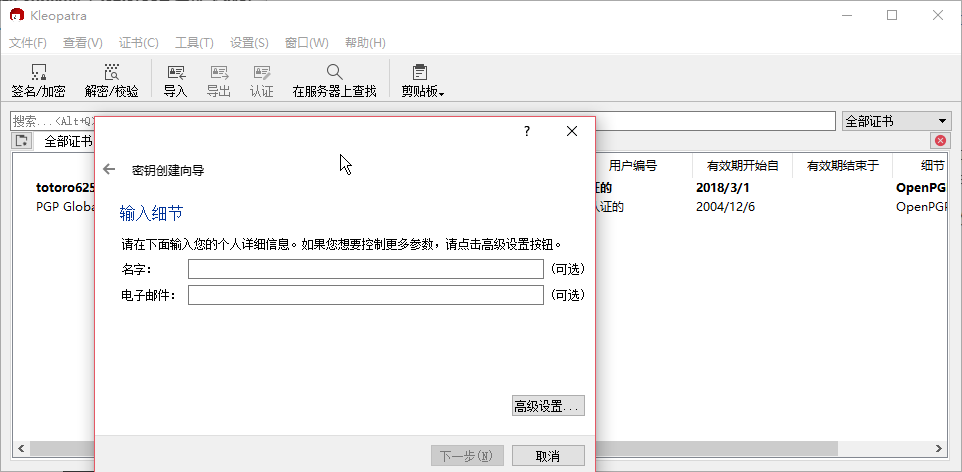 Kleopatra
文件(F) 查看(V) 证书(C) 工具(T) 设置(S) 窗口(W) 帮助(H)
签名/加密 解密/校验 导入 导出 认证 在服务器上查找 剪贴板
搜索...<Alt+Q> 全部证书
全部证书
用户编号 有效期开始自 有效期结束于 细节
totoro625 证的 2018/3/1 OpenPG
PGP Globa 认证的 2004/12/6 OpenPG
? ×
密钥创建向导
输入细节
请在下面输入您的个人详细信息。如果您想要控制更多参数，请点击高级设置按钮。
名字： (可选)
电子邮件： (可选)
高级设置...
下一步(N) 取消